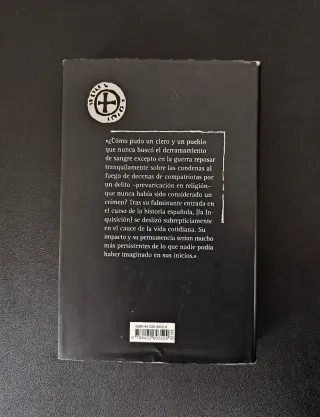 «¿Cómo pudo un clero y un pueblo
que nunca buscó el derramamiento
de sangre excepto en la guerra reposar
tranquilamente sobre las condenas al
fuego de decenas de compatriotas por
un delito –prevaricación en religión–
que nunca había sido considerado un
crimen? Tras su fulminante entrada en
el curso de la historia española, [la In-
quisición] se deslizó subrepticiamente
en el cauce de la vida cotidiana. Su
impacto y su permanencia serían mucho
más persistentes de lo que nadie podía
haber imaginado en sus inicios.»